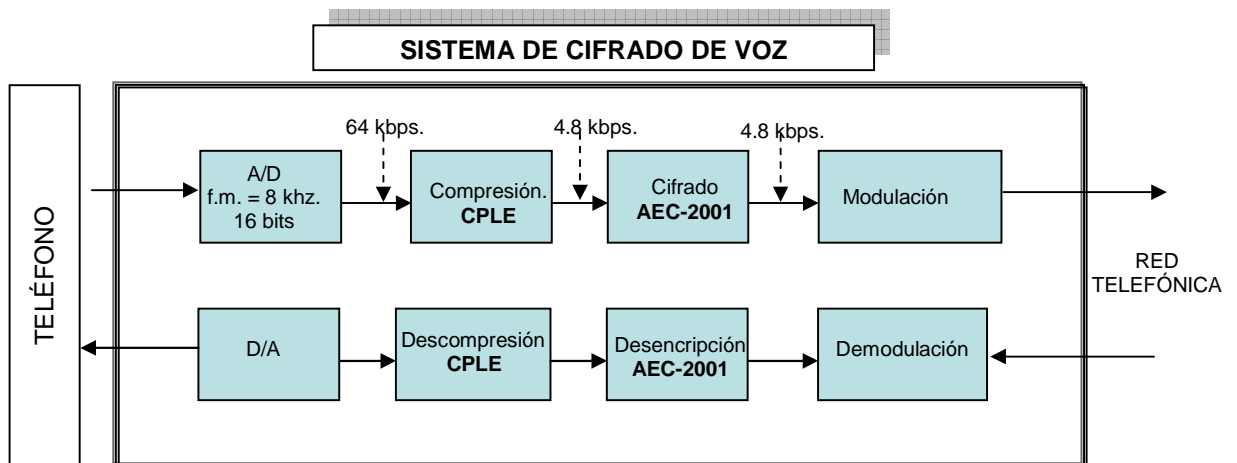 SISTEMA DE CIFRADO DE VOZ
TELÉFONO
64 kbps.
4.8 kbps.
4.8 kbps.
A/D
f.m. = 8 khz.
16 bits
Compresión.
CPLE
Cifrado
AEC-2001
Modulación
RED
TELEFÓNICA
D/A
Descompresión
CPLE
Desencripción
AEC-2001
Demodulación